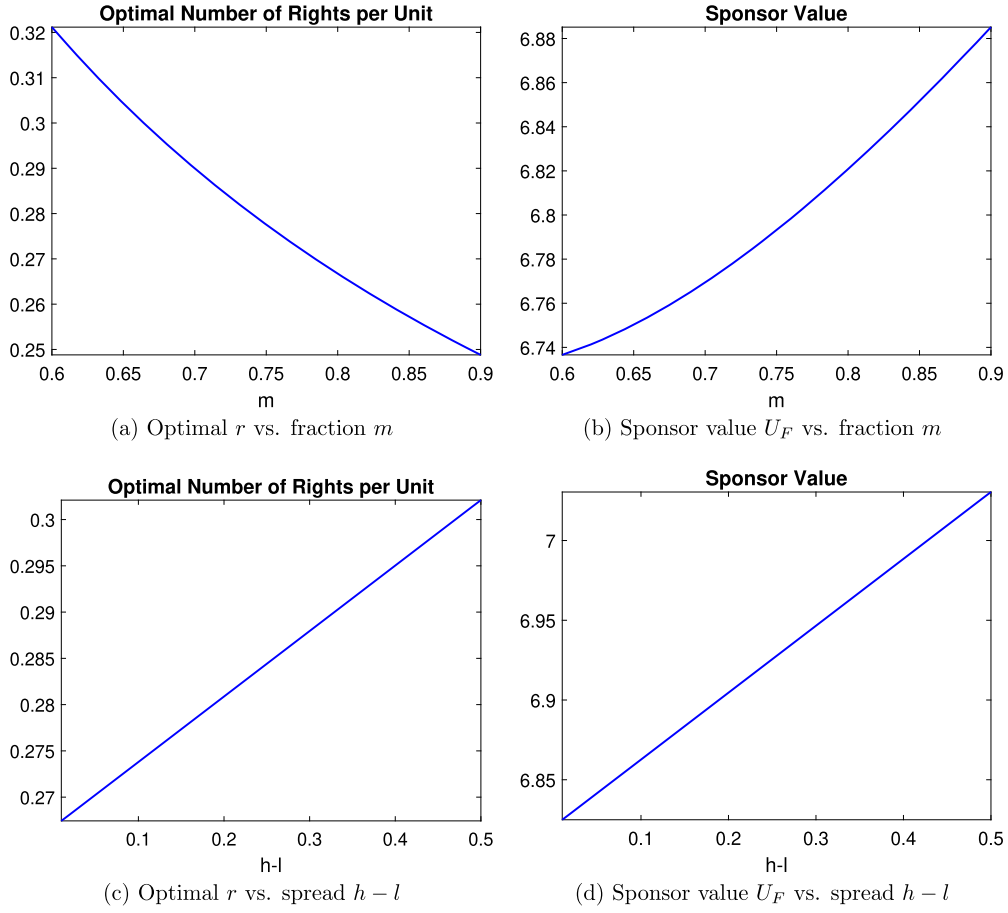 Optimal Number of Rights per Unit
0.32
0.31
0.3
0.29
0.28
0.27
0.26
0.25
0.6 0.65 0.7 0.75 0.8 0.85 0.9
m
(a) Optimal r vs. fraction m
Sponsor Value
6.88
6.86
6.84
6.82
6.8
6.78
6.76
6.74
0.6 0.65 0.7 0.75 0.8 0.85 0.9
m
(b) Sponsor value U_F vs. fraction m
Optimal Number of Rights per Unit
0.3
0.295
0.29
0.285
0.28
0.275
0.27
0.1 0.2 0.3 0.4 0.5
h-l
(c) Optimal r vs. spread h − l
Sponsor Value
7
6.95
6.9
6.85
0.1 0.2 0.3 0.4 0.5
h-l
(d) Sponsor value U_F vs. spread h − l